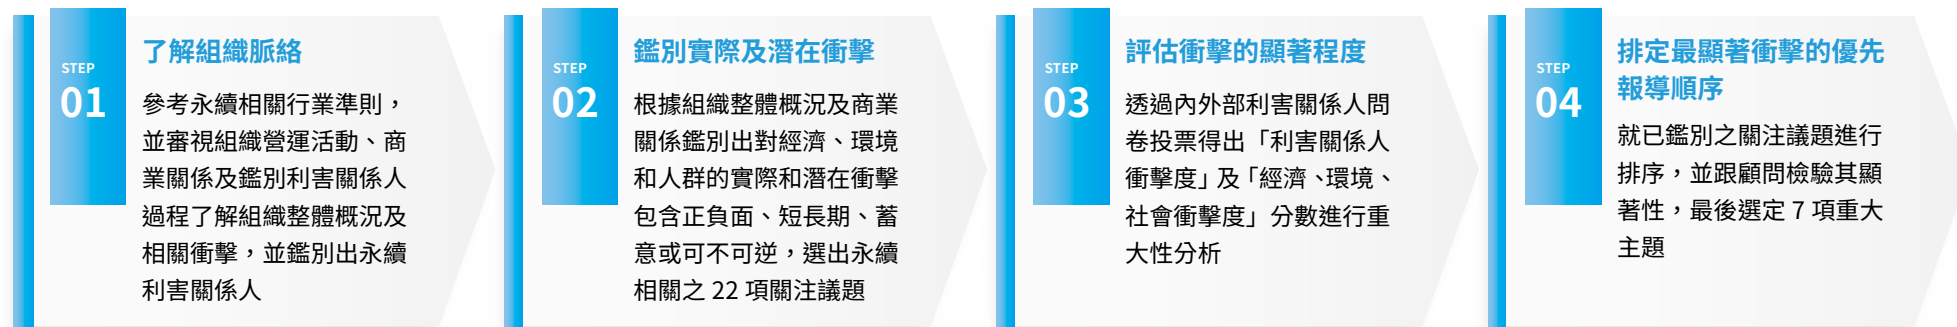 STEP
01
了解組織脈絡
參考永續相關行業準則，
並審視組織營運活動、商
業關係及鑑別利害關係人
過程了解組織整體概況及
相關衝擊，並鑑別出永續
利害關係人
STEP
02
鑑別實際及潛在衝擊
根據組織整體概況及商業
關係鑑別出對經濟、環境
和人群的實際和潛在衝擊
包含正負面、短長期、蓄
意或可不可逆，選出永續
相關之 22 項關注議題
STEP
03
評估衝擊的顯著程度
透過內外部利害關係人問
卷投票得出「利害關係人
衝擊度」及「經濟、環境、
社會衝擊度」分數進行重
大性分析
STEP
04
排定最顯著衝擊的優先
報導順序
就已鑑別之關注議題進行
排序，並跟顧問檢驗其顯
著性，最後選定 7 項重大
主題